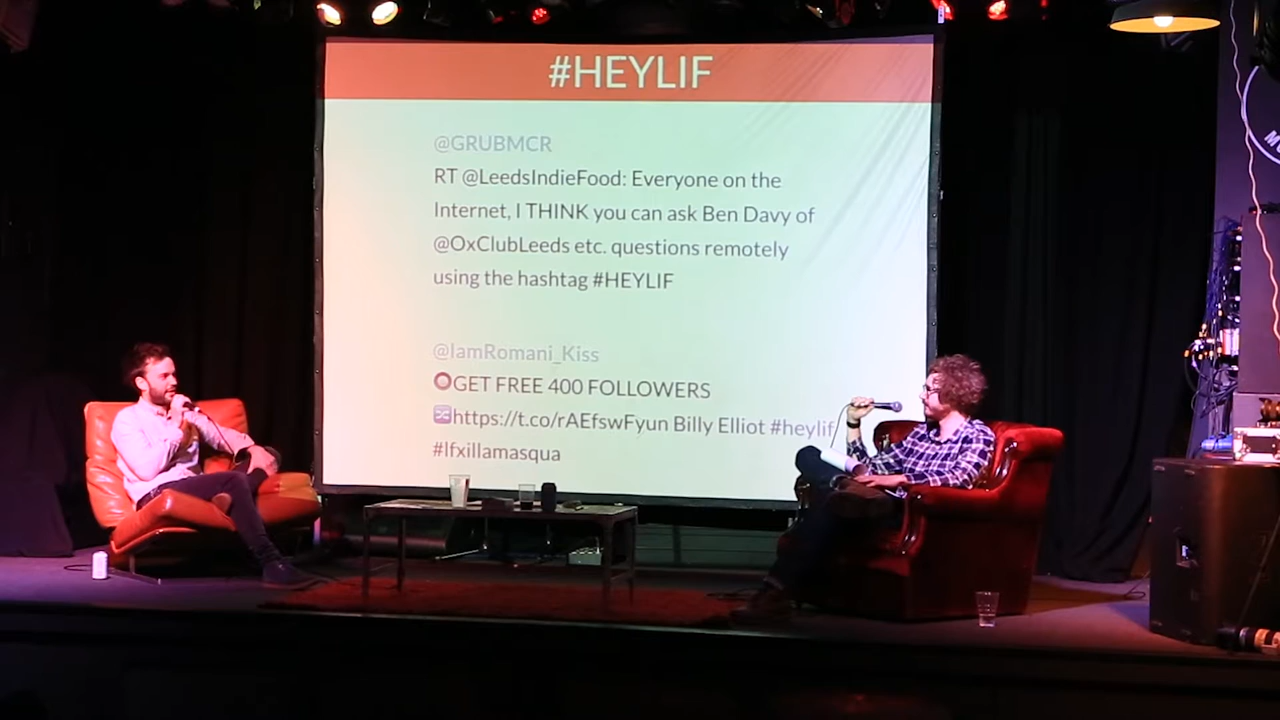 #HEYLIF
@GRUBMCR
RT @LeedsIndieFood: Everyone on the
Internet, I THINK you can ask Ben Davy of
@OxClubLeeds etc. questions remotely
using the hashtag #HEYLIF
@IamRomani_Kiss
GET FREE 400 FOLLOWERS
https://t.co/rAEfswFyun Billy Elliot #heylif
#lfxillamasqua